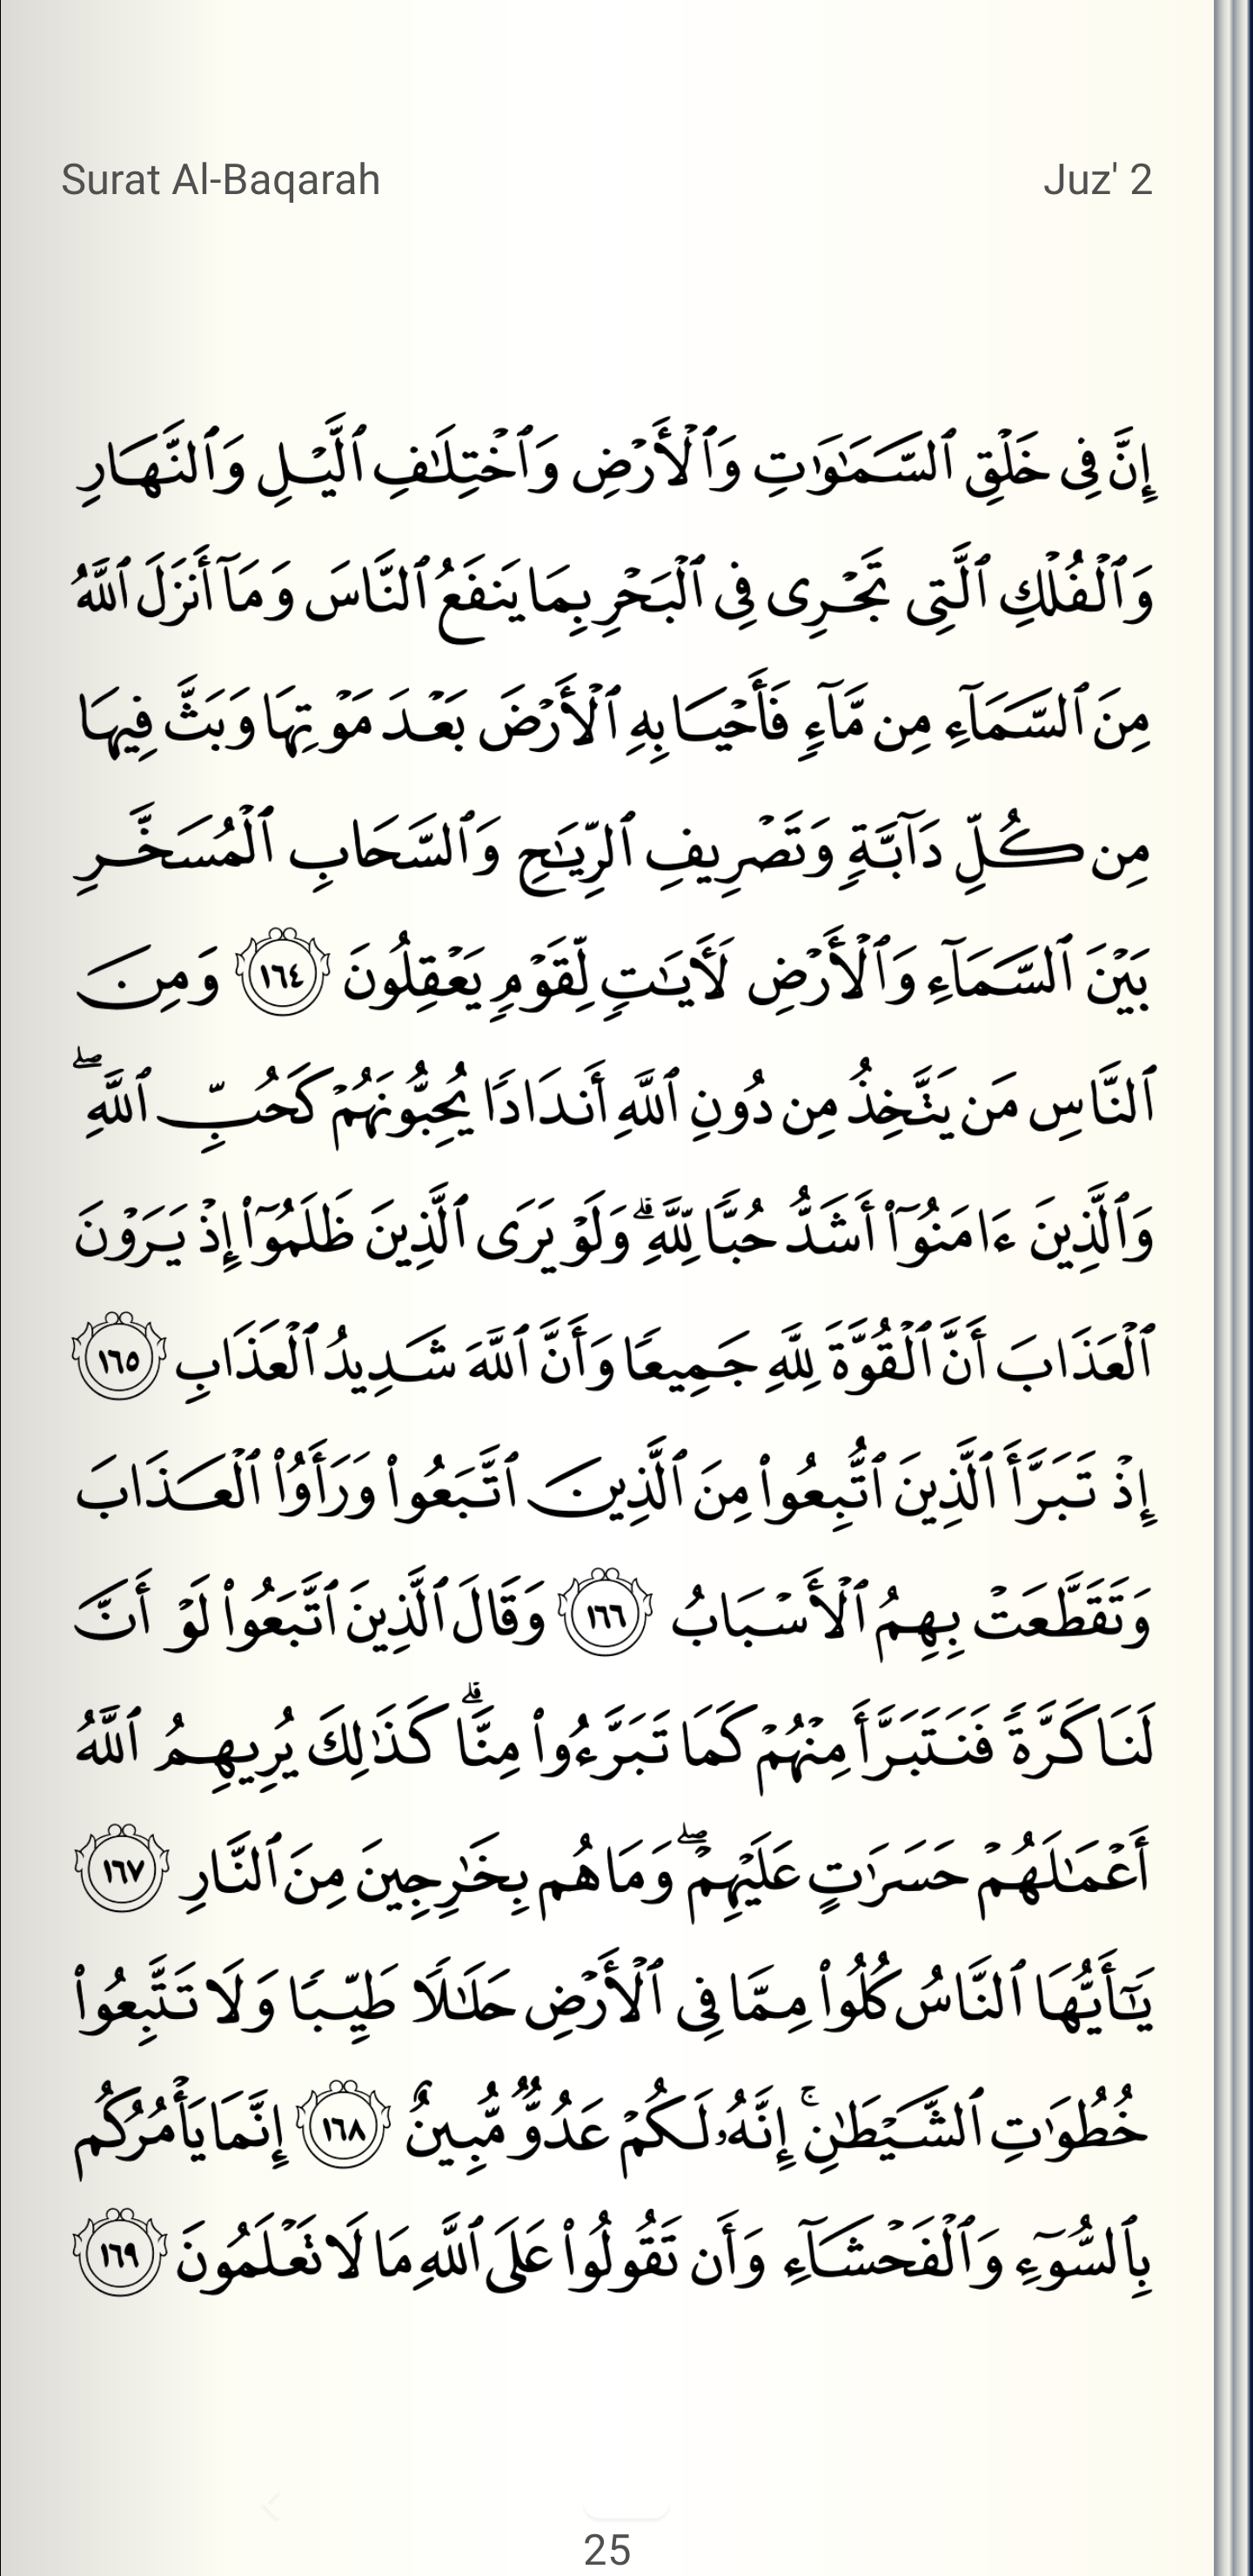 Surat Al-Baqarah Juz' 2
إِنَّ فِى خَلْقِ ٱلسَّمَـٰوَٰتِ وَٱلْأَرْضِ وَٱخْتِلَـٰفِ ٱلَّيْلِ وَٱلنَّهَارِ
وَٱلْفُلْكِ ٱلَّتِى تَجْرِى فِى ٱلْبَحْرِ بِمَا يَنفَعُ ٱلنَّاسَ وَمَآ أَنزَلَ ٱللَّهُ
مِنَ ٱلسَّمَآءِ مِن مَّآءٍ فَأَحْيَا بِهِ ٱلْأَرْضَ بَعْدَ مَوْتِهَا وَبَثَّ فِيهَا
مِن كُلِّ دَآبَّةٍ وَتَصْرِيفِ ٱلرِّيَـٰحِ وَٱلسَّحَابِ ٱلْمُسَخَّرِ
بَيْنَ ٱلسَّمَآءِ وَٱلْأَرْضِ لَـَٔايَـٰتٍ لِّقَوْمٍ يَعْقِلُونَ ١٦٤ وَمِنَ
ٱلنَّاسِ مَن يَتَّخِذُ مِن دُونِ ٱللَّهِ أَندَادًا يُحِبُّونَهُمْ كَحُبِّ ٱللَّهِ ۖ
وَٱلَّذِينَ ءَامَنُوٓا۟ أَشَدُّ حُبًّا لِّلَّهِ ۗ وَلَوْ يَرَى ٱلَّذِينَ ظَلَمُوٓا۟ إِذْ يَرَوْنَ
ٱلْعَذَابَ أَنَّ ٱلْقُوَّةَ لِلَّهِ جَمِيعًا وَأَنَّ ٱللَّهَ شَدِيدُ ٱلْعَذَابِ ١٦٥
إِذْ تَبَرَّأَ ٱلَّذِينَ ٱتُّبِعُوا۟ مِنَ ٱلَّذِينَ ٱتَّبَعُوا۟ وَرَأَوُا۟ ٱلْعَذَابَ
وَتَقَطَّعَتْ بِهِمُ ٱلْأَسْبَابُ ١٦٦ وَقَالَ ٱلَّذِينَ ٱتَّبَعُوا۟ لَوْ أَنَّ
لَنَا كَرَّةً فَنَتَبَرَّأَ مِنْهُمْ كَمَا تَبَرَّءُوا۟ مِنَّا ۗ كَذَٰلِكَ يُرِيهِمُ ٱللَّهُ
أَعْمَـٰلَهُمْ حَسَرَٰتٍ عَلَيْهِمْ ۖ وَمَا هُم بِخَـٰرِجِينَ مِنَ ٱلنَّارِ ١٦٧
يَـٰٓأَيُّهَا ٱلنَّاسُ كُلُوا۟ مِمَّا فِى ٱلْأَرْضِ حَلَـٰلًا طَيِّبًا وَلَا تَتَّبِعُوا۟
خُطُوَٰتِ ٱلشَّيْطَـٰنِ ۚ إِنَّهُۥ لَكُمْ عَدُوٌّ مُّبِينٌ ١٦٨ إِنَّمَا يَأْمُرُكُم
بِٱلسُّوٓءِ وَٱلْفَحْشَآءِ وَأَن تَقُولُوا۟ عَلَى ٱللَّهِ مَا لَا تَعْلَمُونَ ١٦٩
25